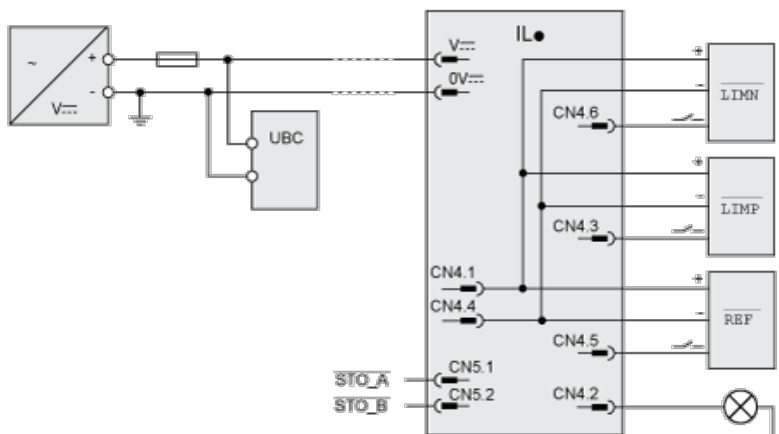 IL●
~
+
-
V⎓
V⎓
0V⎓
UBC
CN4.6
+
-
LIMN
CN4.3
+
-
LIMP
CN4.1
CN4.4
CN4.5
+
-
REF
STO_A
STO_B
CN5.1
CN5.2
CN4.2